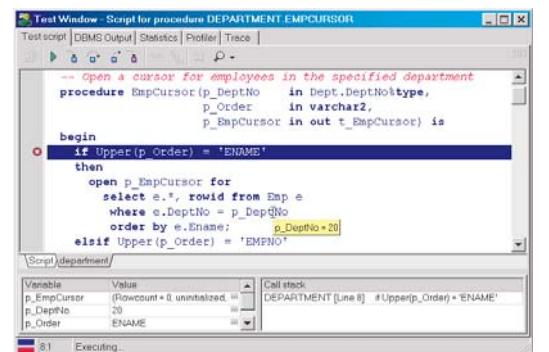 Test Window - Script for procedure DEPARTMENT.EMPCURSOR
Test script DBMS Output Statistics Profiler Trace
-- Open a cursor for employees in the specified department
procedure EmpCursor(p_DeptNo in Dept.DeptNo%type,
p_Order in varchar2,
p_EmpCursor in out t_EmpCursor) is
begin
if Upper(p_Order) = 'ENAME'
then
open p_EmpCursor for
select e.*, rowid from Emp e
where e.DeptNo = p_DeptNo
order by e.Ename;
p_DeptNo = 20
elsif Upper(p_Order) = 'EMPNO'
Script department
Variable Value
p_EmpCursor (Rowcount = 0, uninitialized,
p_DeptNo 20
p_Order ENAME
Call stack
DEPARTMENT [Line 8] if Upper(p_Order) = 'ENAME'
8:1 Executing...